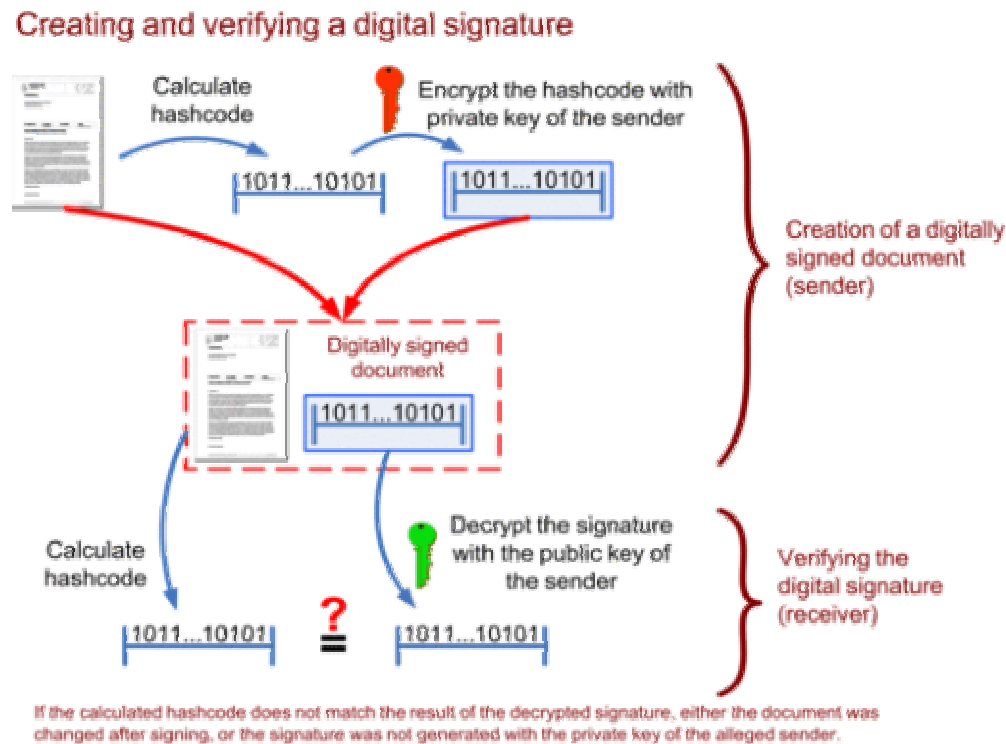 Creating and verifying a digital signature
Calculate
hashcode
Encrypt the hashcode with
private key of the sender
1011...10101
1011...10101
Creation of a digitally
signed document
(sender)
Digitally signed
document
1011...10101
Calculate
hashcode
Decrypt the signature
with the public key of
the sender
Verifying the
digital signature
(receiver)
1011...10101
?
=
1011...10101
If the calculated hashcode does not match the result of the decrypted signature, either the document was
changed after signing, or the signature was not generated with the private key of the alleged sender.